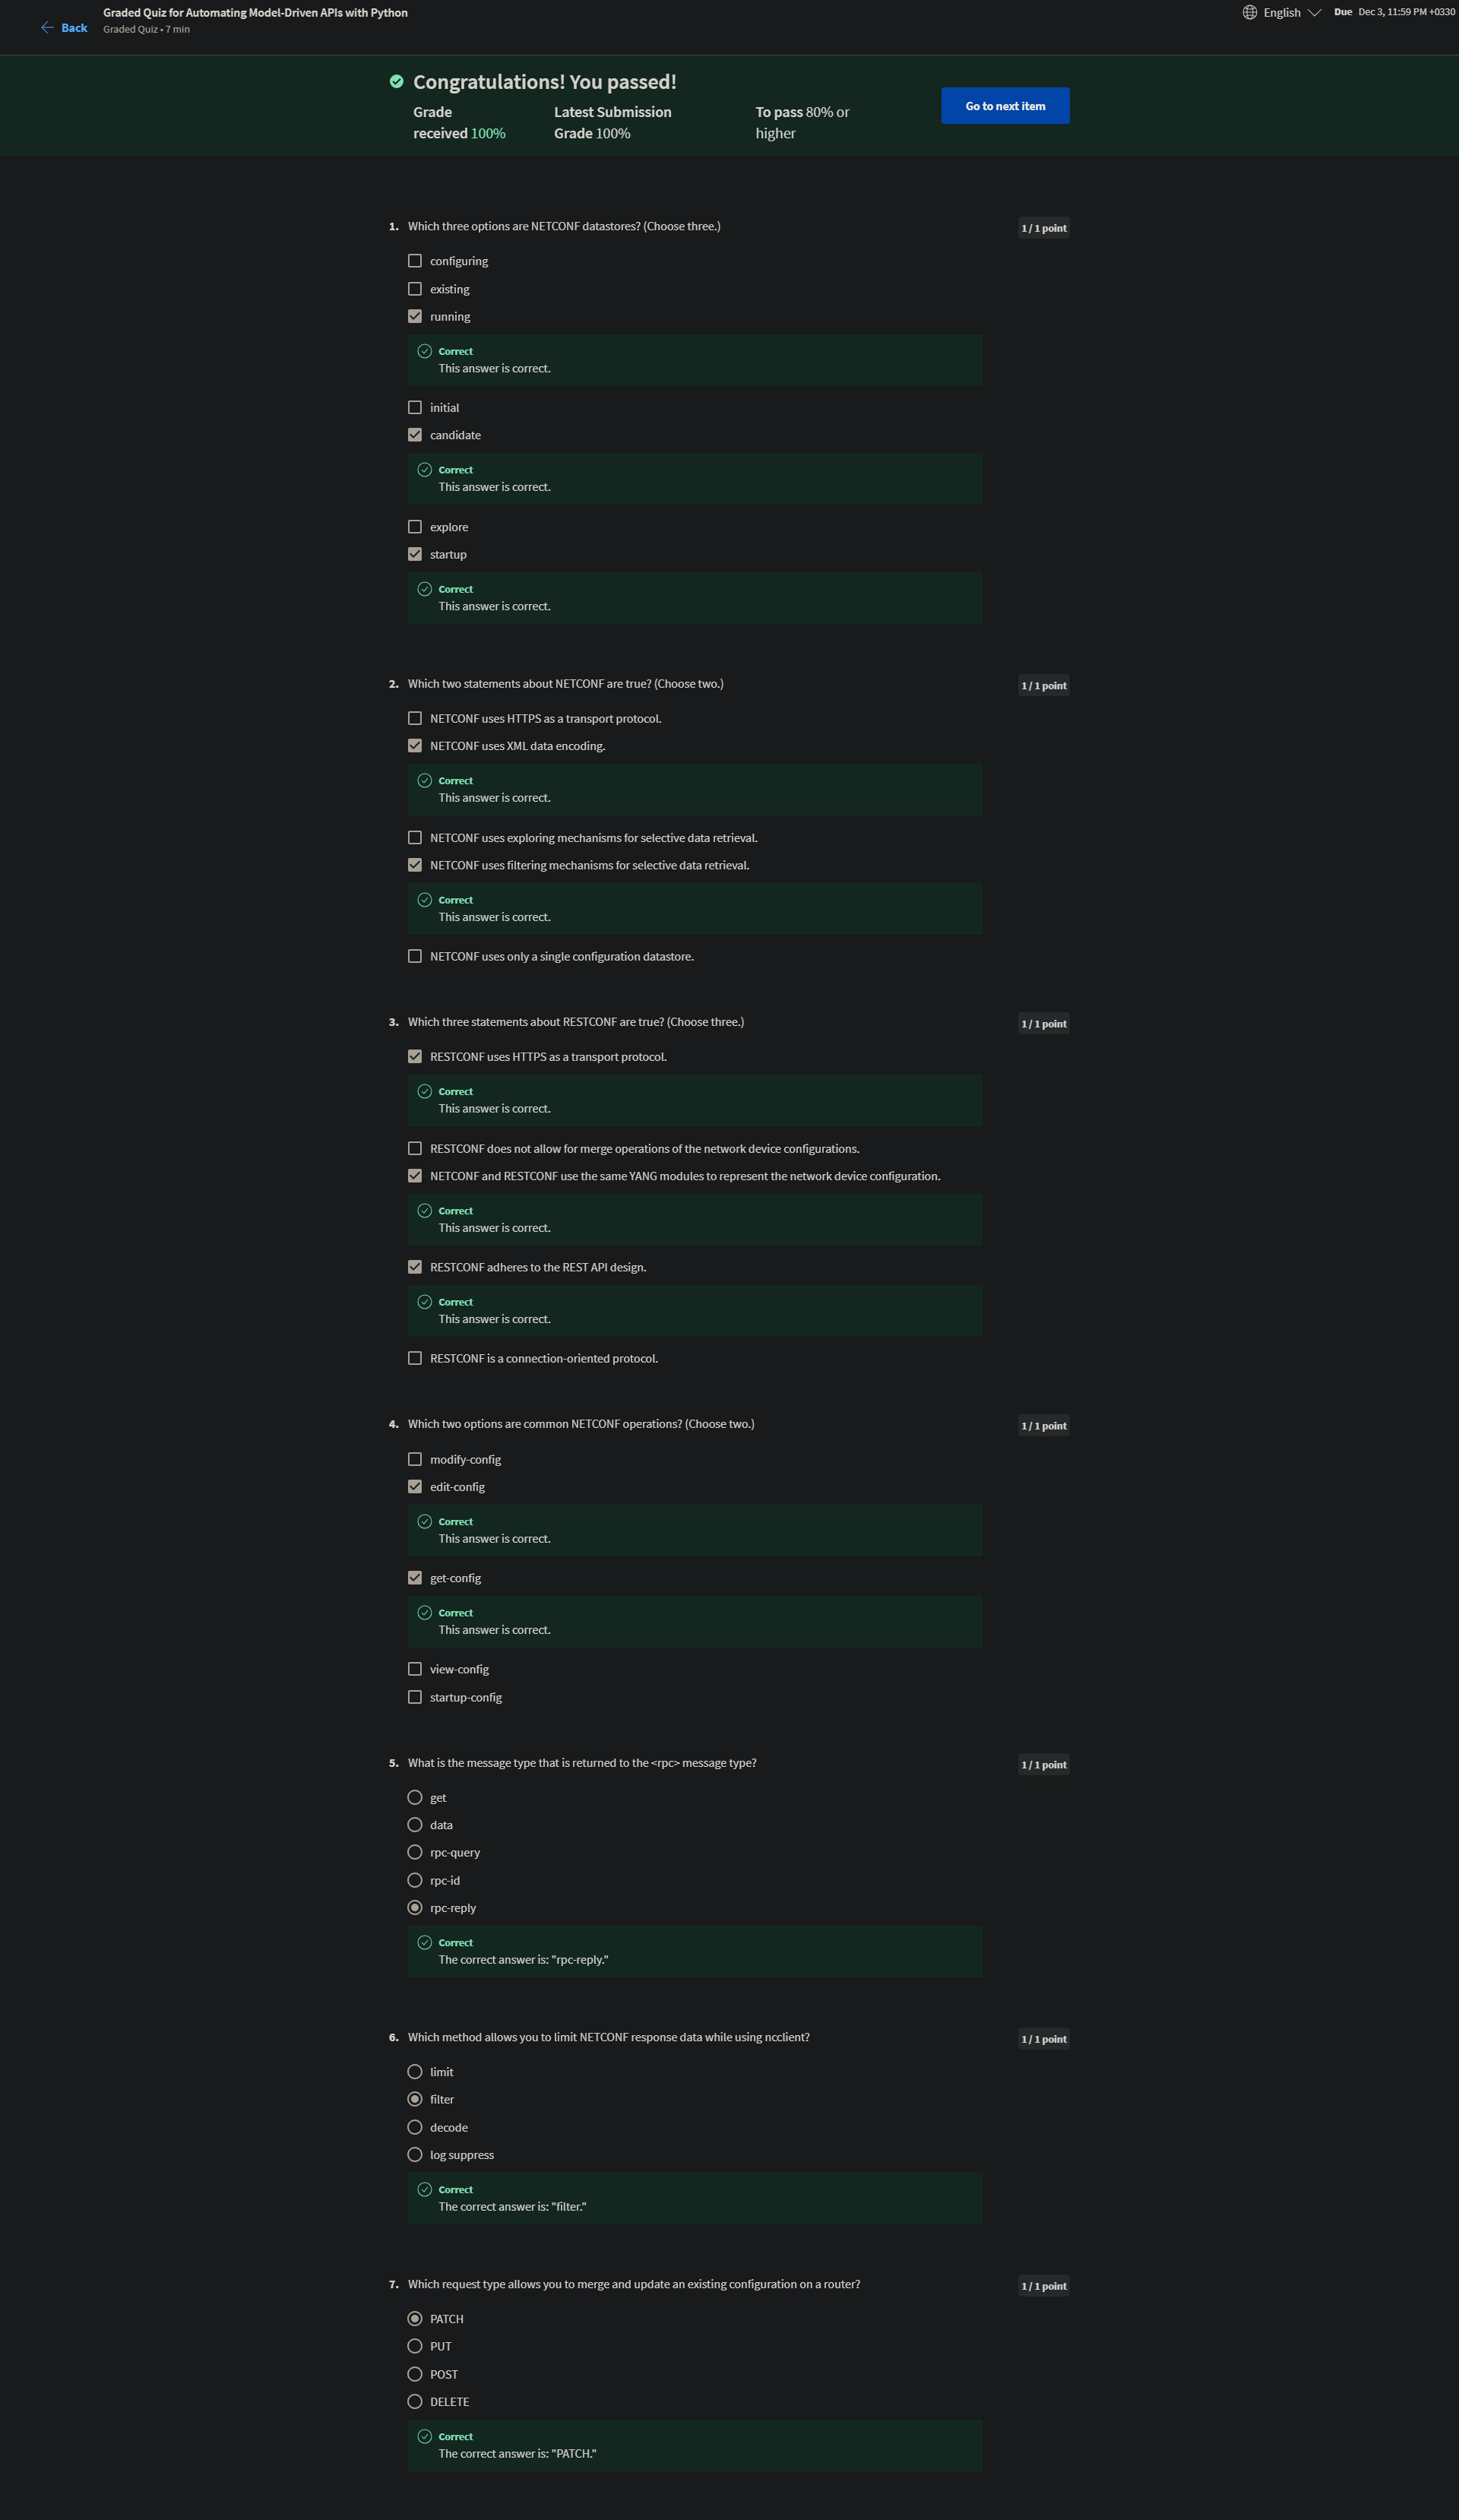 Back
Graded Quiz for Automating Model-Driven APIs with Python
Graded Quiz • 7 min
English
Due Dec 3, 11:59 PM +0330
Congratulations! You passed!
Grade
received 100%
Latest Submission
Grade 100%
To pass 80% or
higher
Go to next item
1. Which three options are NETCONF datastores? (Choose three.)
1 / 1 point
configuring
existing
running
Correct
This answer is correct.
initial
candidate
Correct
This answer is correct.
explore
startup
Correct
This answer is correct.
2. Which two statements about NETCONF are true? (Choose two.)
1 / 1 point
NETCONF uses HTTPS as a transport protocol.
NETCONF uses XML data encoding.
Correct
This answer is correct.
NETCONF uses exploring mechanisms for selective data retrieval.
NETCONF uses filtering mechanisms for selective data retrieval.
Correct
This answer is correct.
NETCONF uses only a single configuration datastore.
3. Which three statements about RESTCONF are true? (Choose three.)
1 / 1 point
RESTCONF uses HTTPS as a transport protocol.
Correct
This answer is correct.
RESTCONF does not allow for merge operations of the network device configurations.
NETCONF and RESTCONF use the same YANG modules to represent the network device configuration.
Correct
This answer is correct.
RESTCONF adheres to the REST API design.
Correct
This answer is correct.
RESTCONF is a connection-oriented protocol.
4. Which two options are common NETCONF operations? (Choose two.)
1 / 1 point
modify-config
edit-config
Correct
This answer is correct.
get-config
Correct
This answer is correct.
view-config
startup-config
5. What is the message type that is returned to the <rpc> message type?
1 / 1 point
get
data
rpc-query
rpc-id
rpc-reply
Correct
The correct answer is: "rpc-reply."
6. Which method allows you to limit NETCONF response data while using ncclient?
1 / 1 point
limit
filter
decode
log suppress
Correct
The correct answer is: "filter."
7. Which request type allows you to merge and update an existing configuration on a router?
1 / 1 point
PATCH
PUT
POST
DELETE
Correct
The correct answer is: "PATCH."